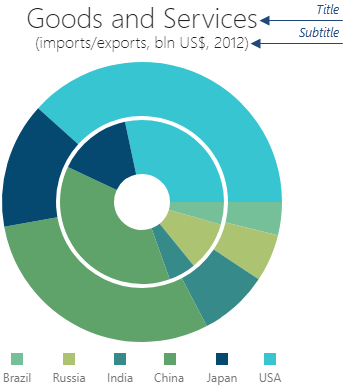 Goods and Services
Title
(imports/exports, bln US$, 2012)
Subtitle
Brazil Russia India China Japan USA